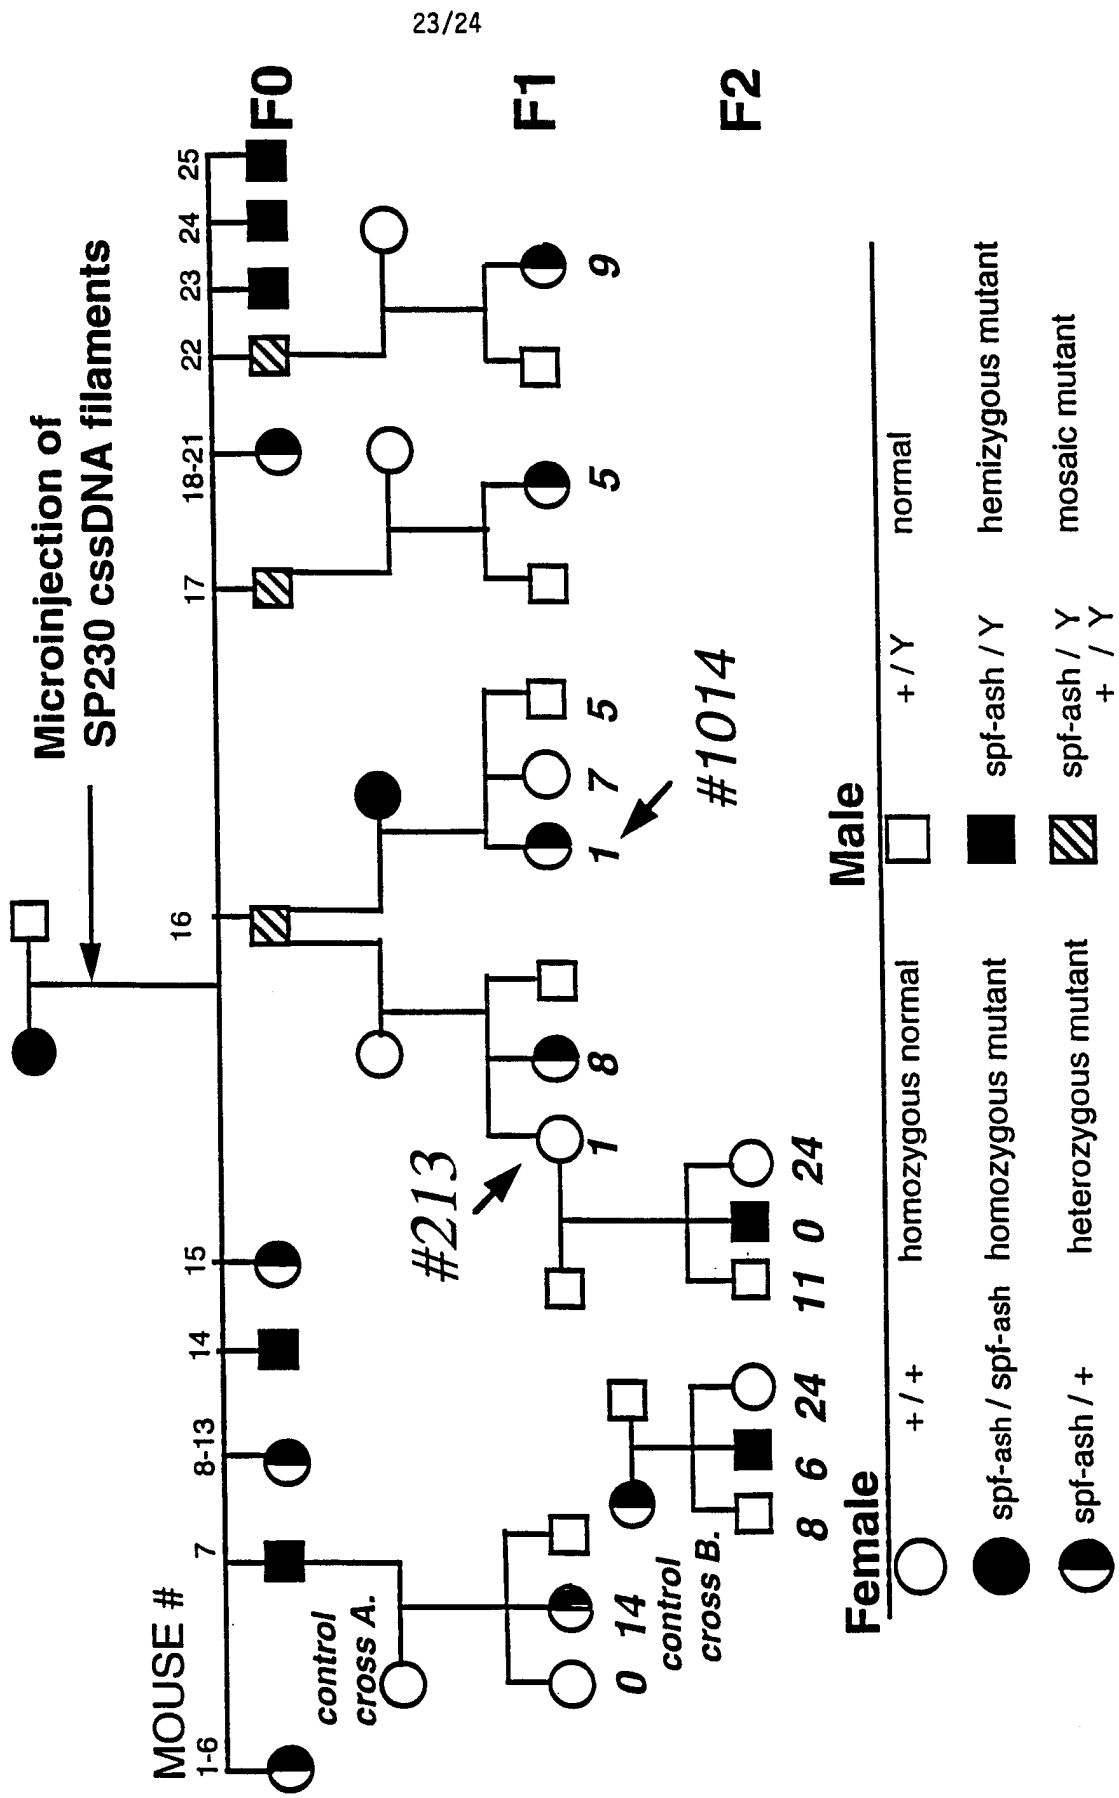 23/24
Microinjection of
SP230 cssDNA filaments
MOUSE #
1-6 7 8-13 14 15 16 17 18-21 22 23 24 25
F0
control
cross A.
#213
#1014
F1
0 14
1 8
1 7 5
5
9
control
cross B.
F2
8 6 24
11 0 24
Female
Male
+ / + homozygous normal
+ / Y normal
spf-ash / spf-ash homozygous mutant
spf-ash / Y hemizygous mutant
spf-ash / + heterozygous mutant
spf-ash / Y mosaic mutant
+ / Y